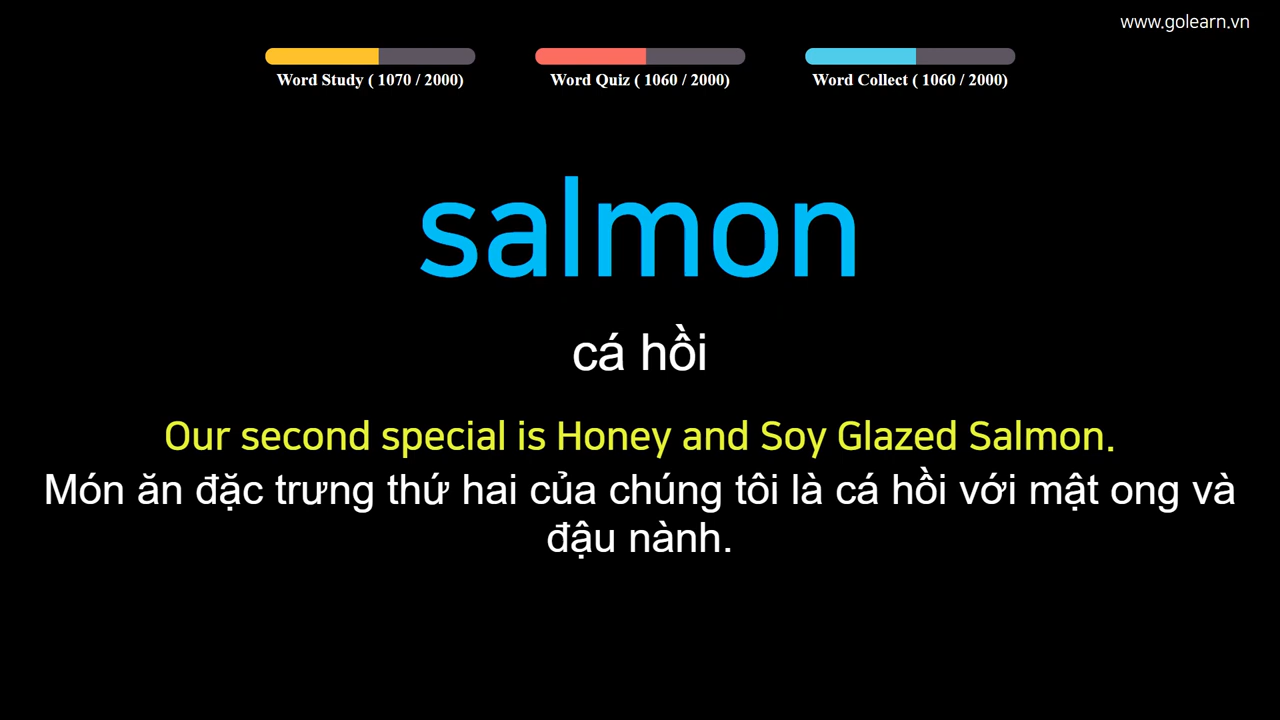 www.golearn.vn
Word Study ( 1070 / 2000)
Word Quiz ( 1060 / 2000)
Word Collect ( 1060 / 2000)
salmon
cá hồi
Our second special is Honey and Soy Glazed Salmon.
Món ăn đặc trưng thứ hai của chúng tôi là cá hồi với mật ong và
đậu nành.